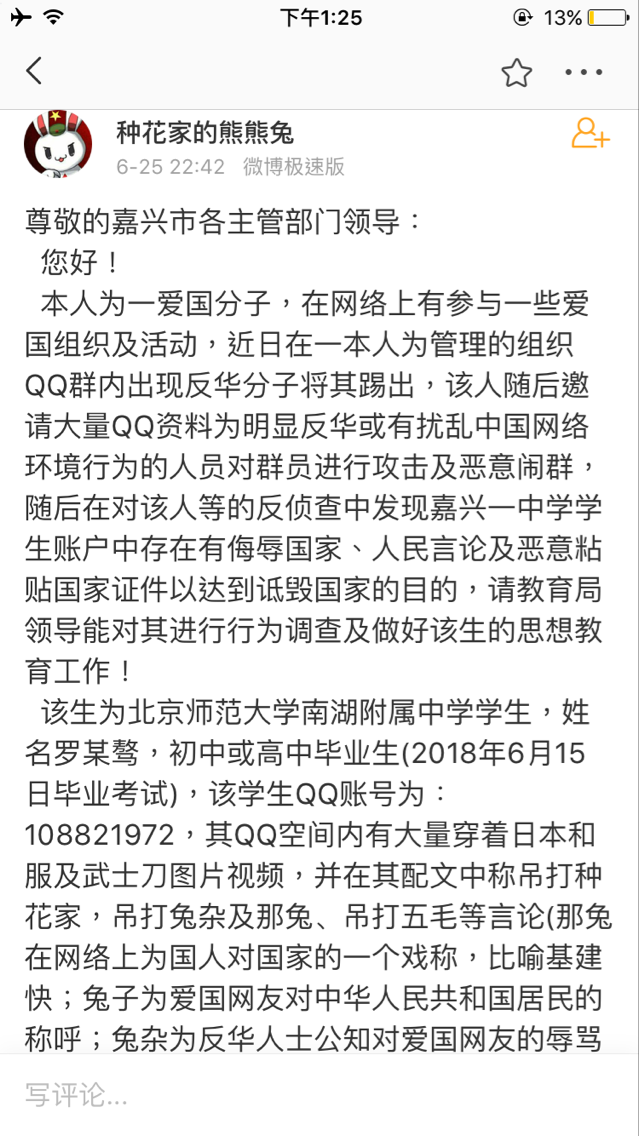 下午1:25
13%
种花家的熊熊兔
6-25 22:42 微博极速版
尊敬的嘉兴市各主管部门领导：
您好！
本人为一爱国分子，在网络上有参与一些爱
国组织及活动，近日在一本人为管理的组织
QQ群内出现反华分子将其踢出，该人随后邀
请大量QQ资料为明显反华或有扰乱中国网络
环境行为的人员对群员进行攻击及恶意闹群，
随后在对该人等的反侦查中发现嘉兴一中学学
生账户中存在有侮辱国家、人民言论及恶意粘
贴国家证件以达到诋毁国家的目的，请教育局
领导能对其进行行为调查及做好该生的思想教
育工作！
该生为北京师范大学南湖附属中学学生，姓
名罗某骜，初中或高中毕业生(2018年6月15
日毕业考试)，该学生QQ账号为：
108821972，其QQ空间内有大量穿着日本和
服及武士刀图片视频，并在其配文中称吊打种
花家，吊打兔杂及那兔、吊打五毛等言论(那兔
在网络上为国人对国家的一个戏称，比喻基建
快；兔子为爱国网友对中华人民共和国居民的
称呼；兔杂为反华人士公知对爱国网友的辱骂
写评论...